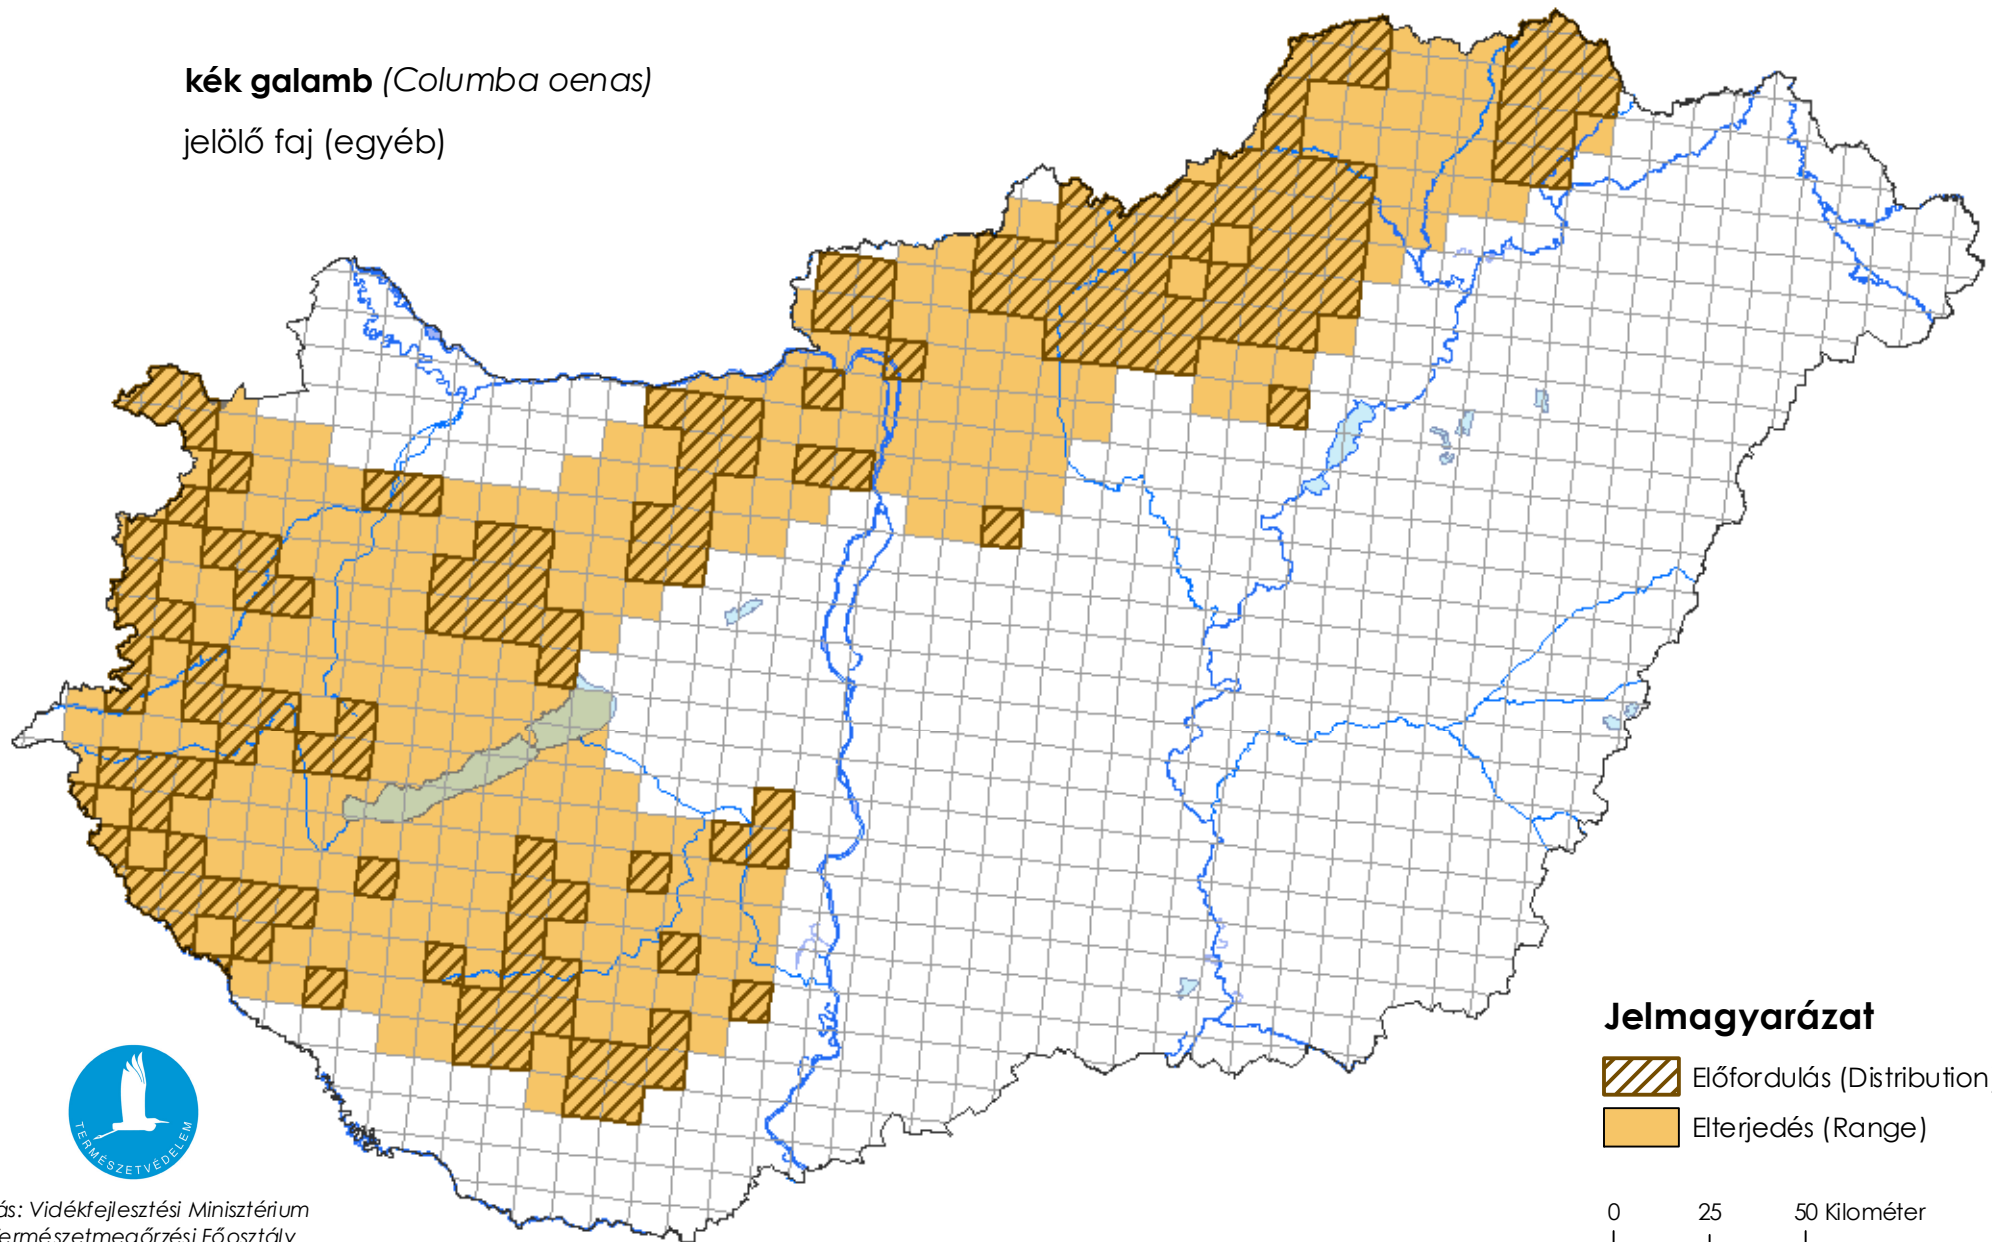 kék galamb (Columba oenas)
jelölő faj (egyéb)
Jelmagyarázat
Előfordulás (Distribution)
Elterjedés (Range)
0 25 50 Kilométer
TERMÉSZETVÉDELEM
ás: Vidékfejlesztési Minisztérium
Természetmegőrzési Főosztály